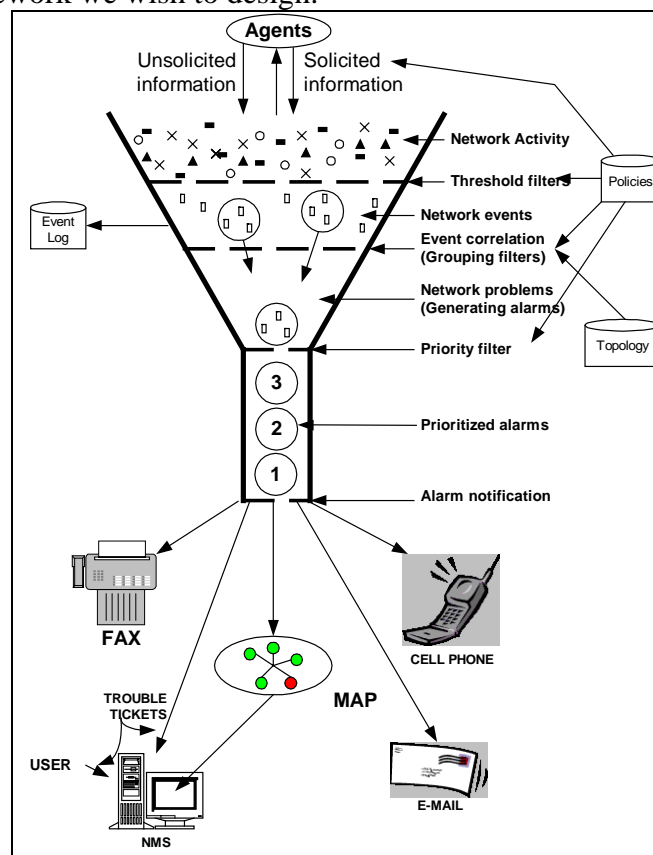 work we wish to design.
Agents
Unsolicited
information
Solicited
information
Network Activity
Threshold filters
Policies
Network events
Event
Log
Event correlation
(Grouping filters)
Network problems
(Generating alarms)
Topology
Priority filter
3
2
Prioritized alarms
1
Alarm notification
FAX
CELL PHONE
MAP
TROUBLE
TICKETS
USER
E-MAIL
NMS